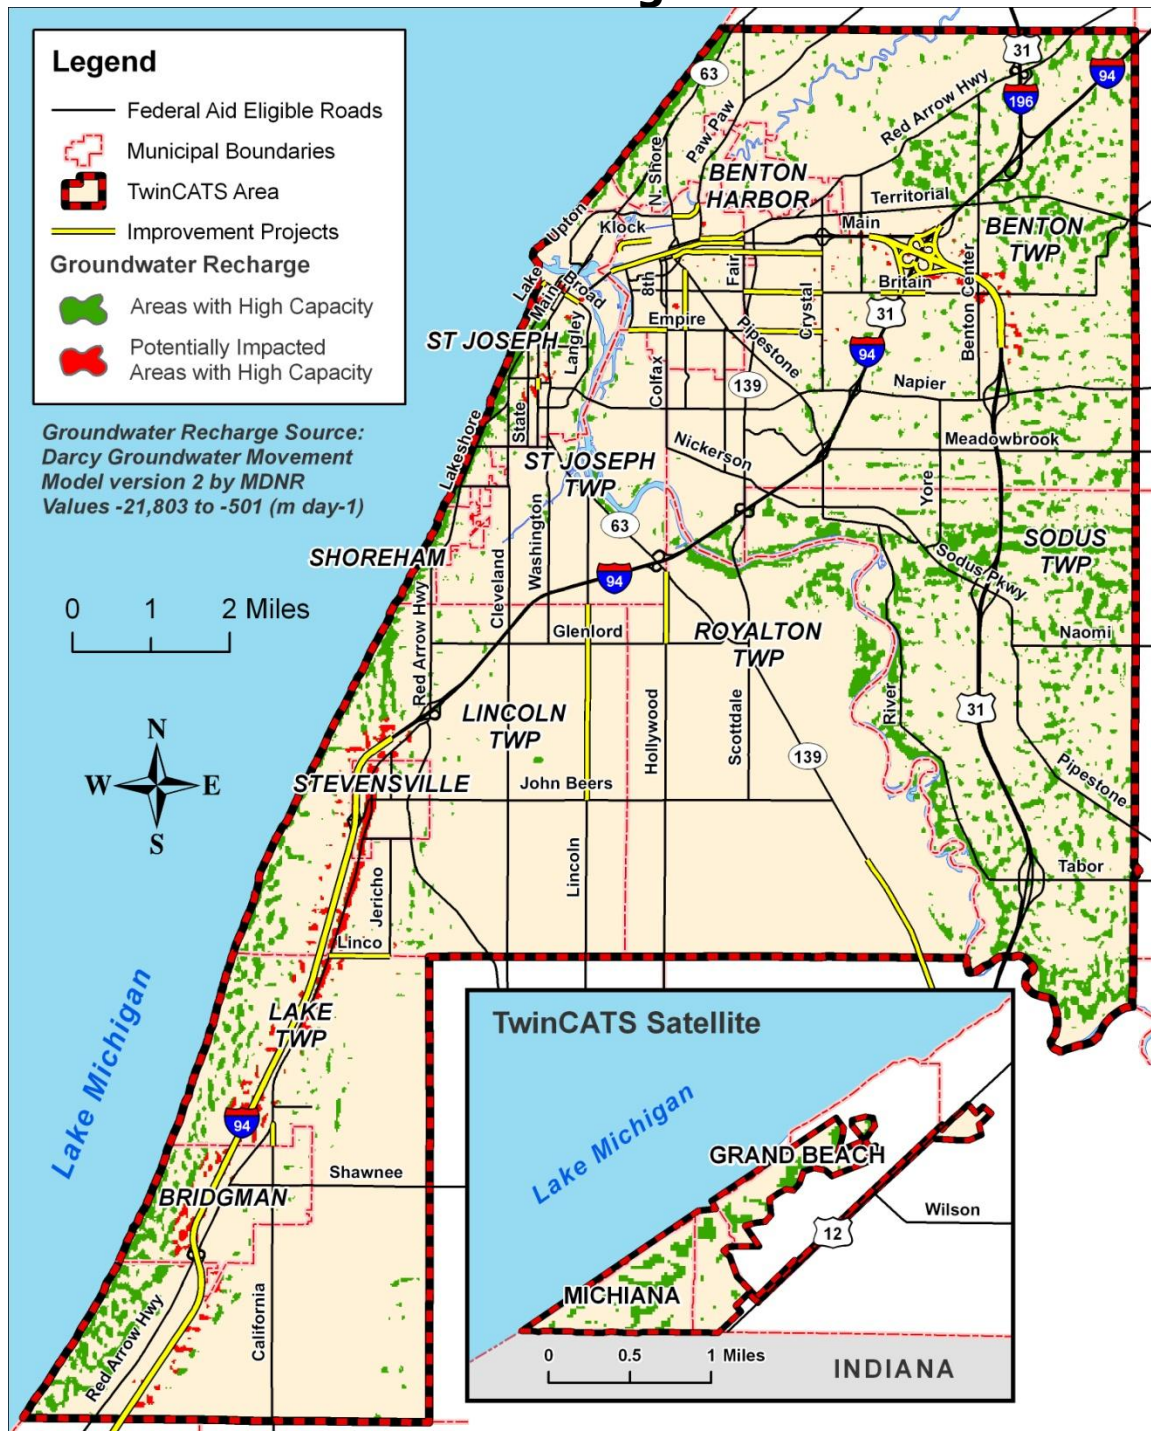 g
Legend
Federal Aid Eligible Roads
Municipal Boundaries
TwinCATS Area
Improvement Projects
Groundwater Recharge
Areas with High Capacity
Potentially Impacted
Areas with High Capacity
Groundwater Recharge Source:
Darcy Groundwater Movement
Model version 2 by MDNR
Values -21,803 to -501 (m day-1)
0 1 2 Miles
N
W E
S
Lake Michigan
31
63
94
196
Red Arrow Hwy
Paw Paw
N Shore
BENTON
HARBOR
Territorial
Upton
Klock
Main
BENTON
TWP
Lake
Main
Broad
8th
Fair
Britain
Crystal
Benton Center
31
Empire
Langley
ST JOSEPH
Pipestone
94
139
Colfax
Napier
State
Lakeshore
Nickerson
Meadowbrook
ST JOSEPH
TWP
Yore
63
Washington
SODUS
TWP
SHOREHAM
Cleveland
94
Sodus Pkwy
Red Arrow Hwy
Glenlord
ROYALTON
TWP
Naomi
LINCOLN
TWP
Hollywood
Scottdale
River
31
139
STEVENSVILLE
John Beers
Pipestone
Lincoln
Tabor
Jericho
Linco
LAKE
TWP
94
Shawnee
BRIDGMAN
California
Red Arrow Hwy
TwinCATS Satellite
Lake Michigan
GRAND BEACH
Wilson
12
MICHIANA
0 0.5 1 Miles
INDIANA